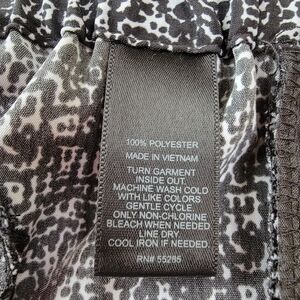 100% POLYESTER
MADE IN VIETNAM
TURN GARMENT
INSIDE OUT
MACHINE WASH COLD
WITH LIKE COLORS
GENTLE CYCLE.
ONLY NON-CHLORINE
BLEACH WHEN NEEDED
LINE DRY.
COOL IRON IF NEEDED.
RN# 55285